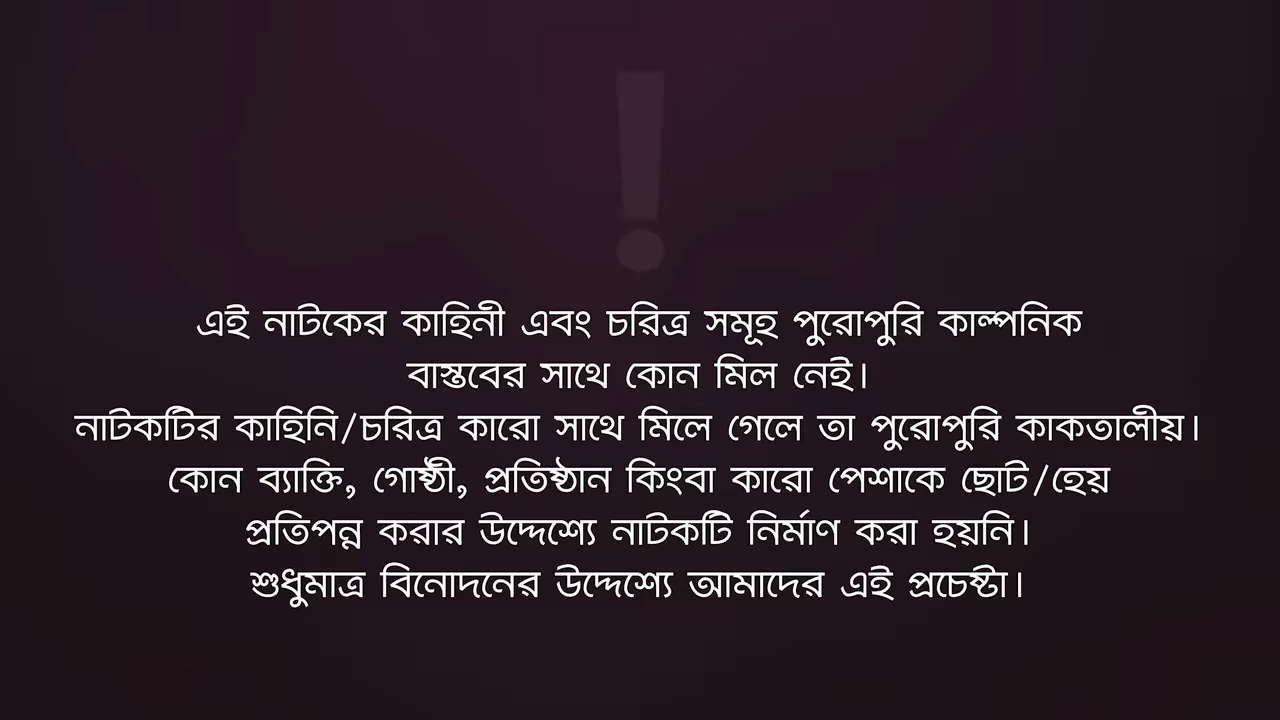 এই নাটকের কাহিনী এবং চরিত্র সমূহ পুরোপুরি কাল্পনিক
বাস্তবের সাথে কোন মিল নেই।
নাটকটির কাহিনি/চরিত্র কারো সাথে মিলে গেলে তা পুরোপুরি কাকতালীয়।
কোন ব্যাক্তি, গোষ্ঠী, প্রতিষ্ঠান কিংবা কারো পেশাকে ছোট/হেয়
প্রতিপন্ন করার উদ্দেশ্যে নাটকটি নির্মাণ করা হয়নি।
শুধুমাত্র বিনোদনের উদ্দেশ্যে আমাদের এই প্রচেষ্টা।